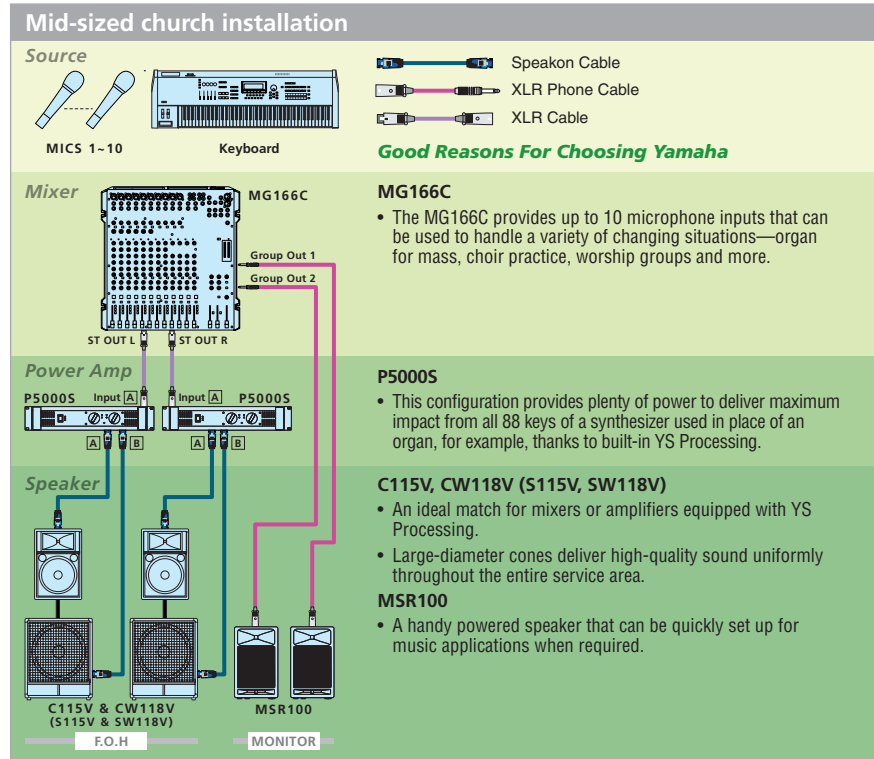 Mid-sized church installation
Source
MICS 1~10
Keyboard
Speakon Cable
XLR Phone Cable
XLR Cable
Good Reasons For Choosing Yamaha
Mixer
MG166C
Group Out 1
Group Out 2
ST OUT L
ST OUT R
MG166C
• The MG166C provides up to 10 microphone inputs that can
be used to handle a variety of changing situations—organ
for mass, choir practice, worship groups and more.
Power Amp
P5000S
Input A
Input A
P5000S
A
B
A
B
P5000S
• This configuration provides plenty of power to deliver maximum
impact from all 88 keys of a synthesizer used in place of an
organ, for example, thanks to built-in YS Processing.
Speaker
C115V & CW118V
(S115V & SW118V)
MSR100
F.O.H
MONITOR
C115V, CW118V (S115V, SW118V)
• An ideal match for mixers or amplifiers equipped with YS
Processing.
• Large-diameter cones deliver high-quality sound uniformly
throughout the entire service area.
MSR100
• A handy powered speaker that can be quickly set up for
music applications when required.